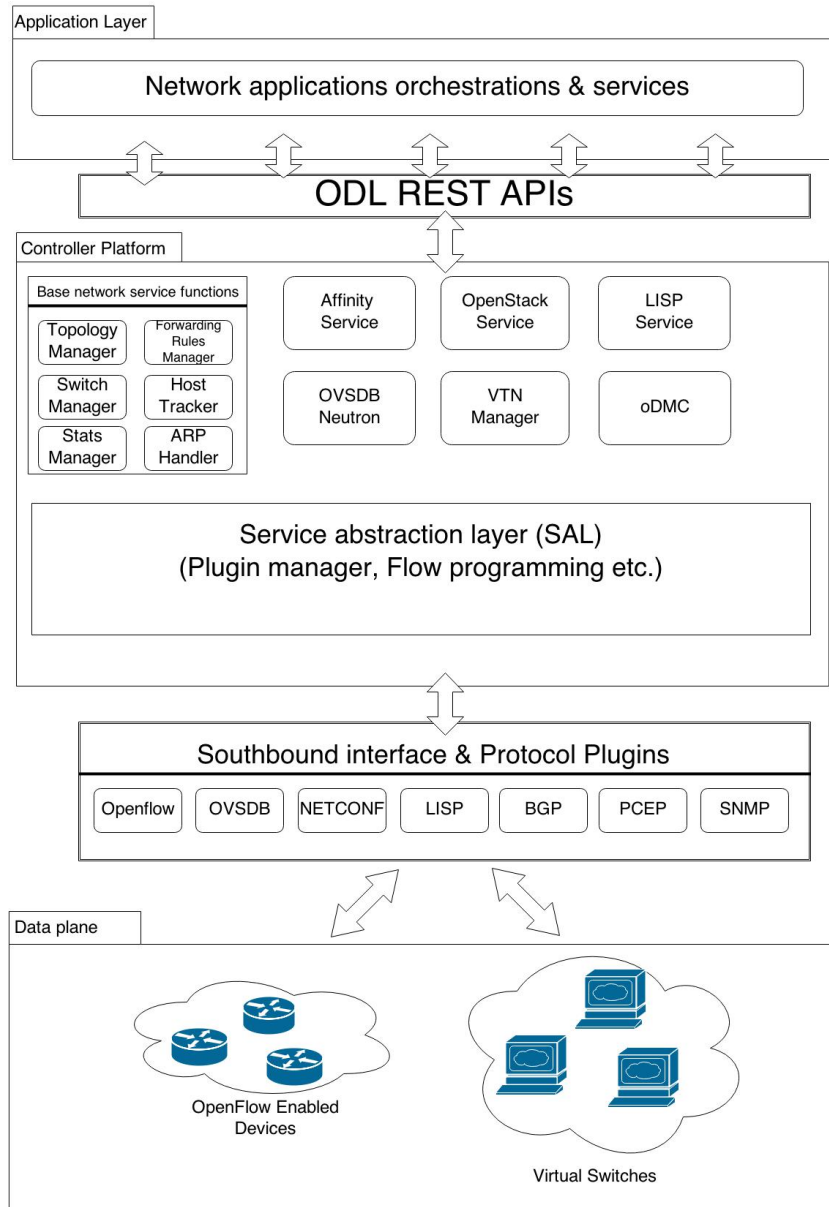 Application Layer
Network applications orchestrations & services
ODL REST APIs
Controller Platform
Base network service functions
Topology
Manager
Forwarding
Rules
Manager
Switch
Manager
Host
Tracker
Stats
Manager
ARP
Handler
Affinity
Service
OpenStack
Service
LISP
Service
OVSDB
Neutron
VTN
Manager
oDMC
Service abstraction layer (SAL)
(Plugin manager, Flow programming etc.)
Southbound interface & Protocol Plugins
Openflow
OVSDB
NETCONF
LISP
BGP
PCEP
SNMP
Data plane
OpenFlow Enabled
Devices
Virtual Switches